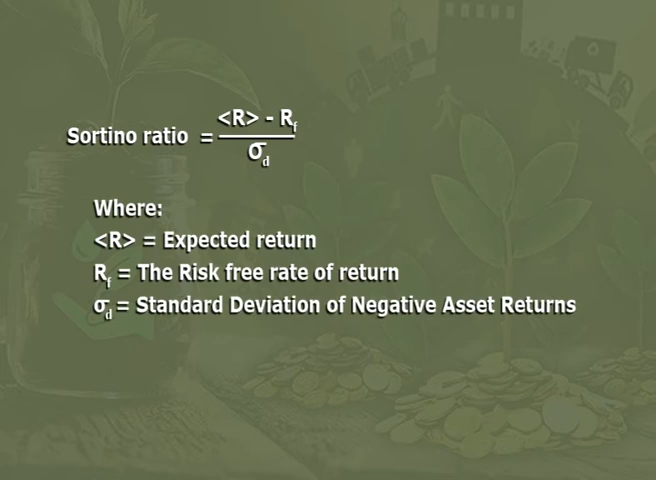 Sortino ratio = <R> - Rf
σd
Where:
<R> = Expected return
Rf = The Risk free rate of return
σd = Standard Deviation of Negative Asset Returns